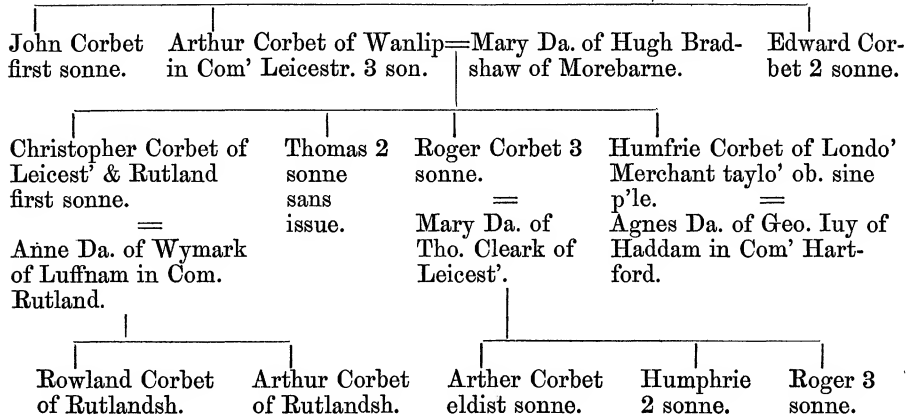 John Corbet
first sonne.
Arthur Corbet of Wanlip=Mary Da. of Hugh Brad-
in Com' Leicestr. 3 son. shaw of Morebarne.
Edward Cor-
bet 2 sonne.
Christopher Corbet of
Leicest' & Rutland
first sonne.
=
Anne Da. of Wymark
of Luffnam in Com.
Rutland.
Thomas 2
sonne
sans
issue.
Roger Corbet 3
sonne.
=
Mary Da. of
Tho. Cleark of
Leicest'.
Humfrie Corbet of Londo'
Merchant taylo' ob. sine
p'le. =
Agnes Da. of Geo. Iuy of
Haddam in Com' Hart-
ford.
Rowland Corbet
of Rutlandsh.
Arthur Corbet
of Rutlandsh.
Arther Corbet
eldist sonne.
Humphrie
2 sonne.
Roger 3
sonne.